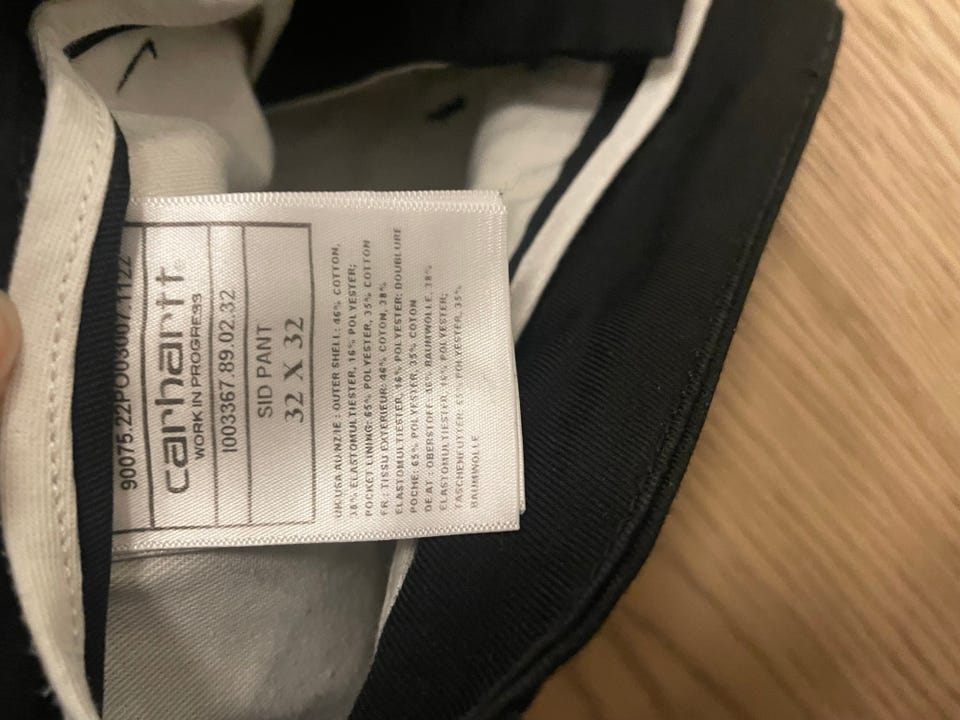 90075.22PO03007.1122
carhartt
WORK IN PROGRESS
I003367.89.02.32
SID PANT
32 X 32
UK USA AU NZ IE : OUTER SHELL: 46% COTTON,
38% ELASTOMULTIESTER, 16% POLYESTER;
POCKET LINING: 65% POLYESTER, 35% COTTON
FR : TISSU EXTERIEUR: 46% COTON, 38%
ELASTOMULTIESTER, 16% POLYESTER; DOUBLURE
POCHE: 65% POLYESTER, 35% COTON
DE AT : OBERSTOFF: 46% BAUMWOLLE, 38%
ELASTOMULTIESTER, 16% POLYESTER;
TASCHENFUTTER: 65% POLYESTER, 35%
BAUMWOLLE